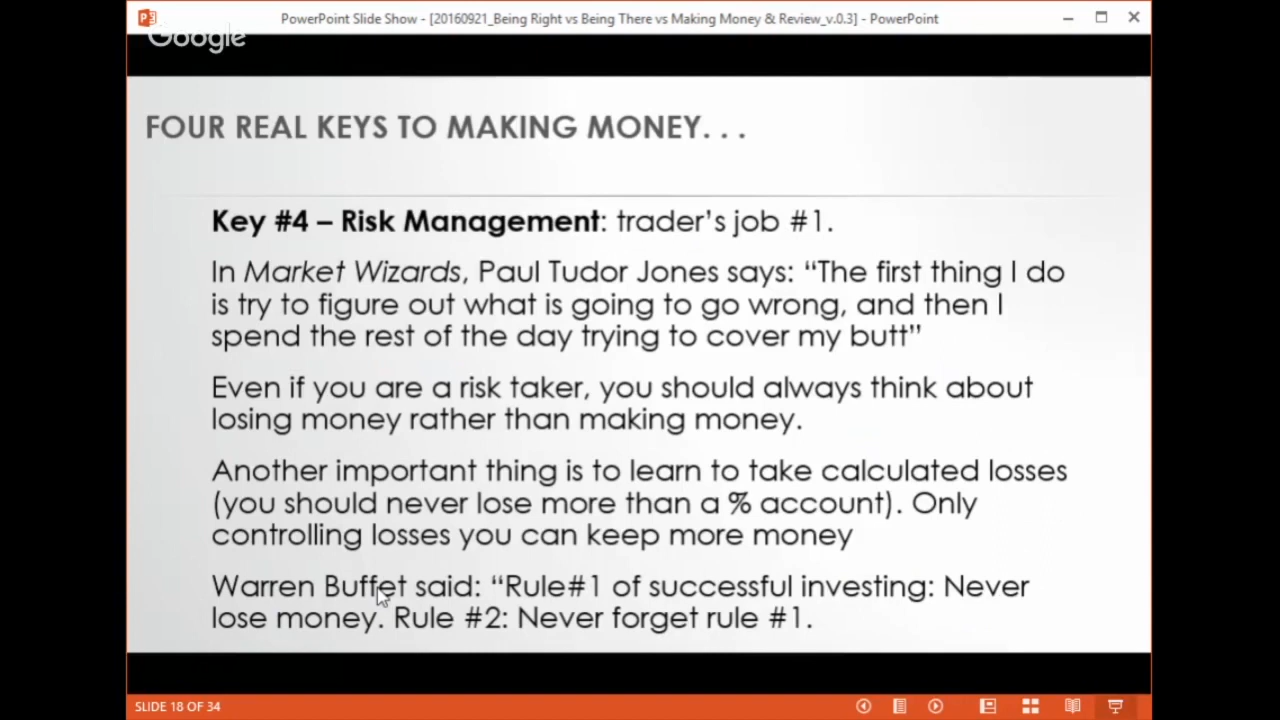 PowerPoint Slide Show - [20160921_Being Right vs Being There vs Making Money & Review_v.0.3] - PowerPoint
Google
FOUR REAL KEYS TO MAKING MONEY. . .
Key #4 – Risk Management: trader’s job #1.
In Market Wizards, Paul Tudor Jones says: “The first thing I do
is try to figure out what is going to go wrong, and then I
spend the rest of the day trying to cover my butt”
Even if you are a risk taker, you should always think about
losing money rather than making money.
Another important thing is to learn to take calculated losses
(you should never lose more than a % account). Only
controlling losses you can keep more money
Warren Buffet said: “Rule#1 of successful investing: Never
lose money. Rule #2: Never forget rule #1.
SLIDE 18 OF 34